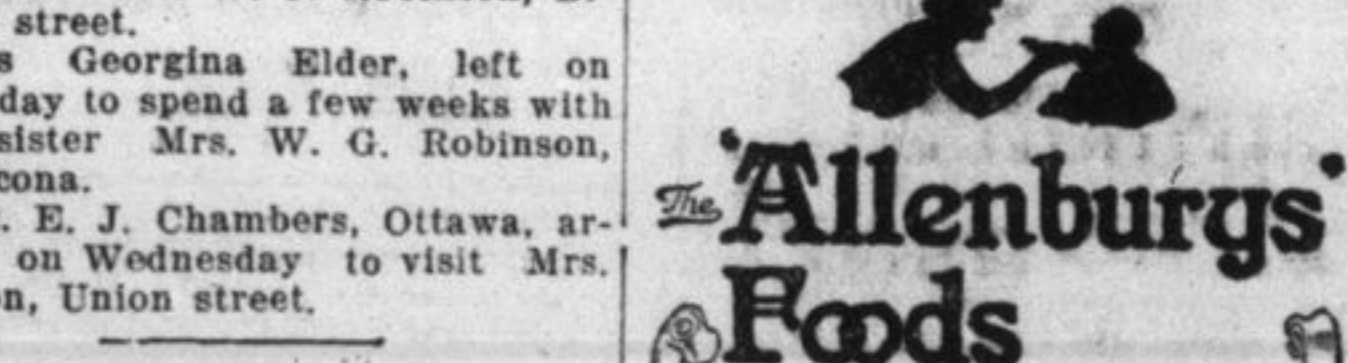 street.
s Georgina Elder, left on
day to spend a few weeks with
sister Mrs. W. G. Robinson,
cona.
. E. J. Chambers, Ottawa, ar-
on Wednesday to visit Mrs.
n, Union street.
The 'Allenburys'
Foods